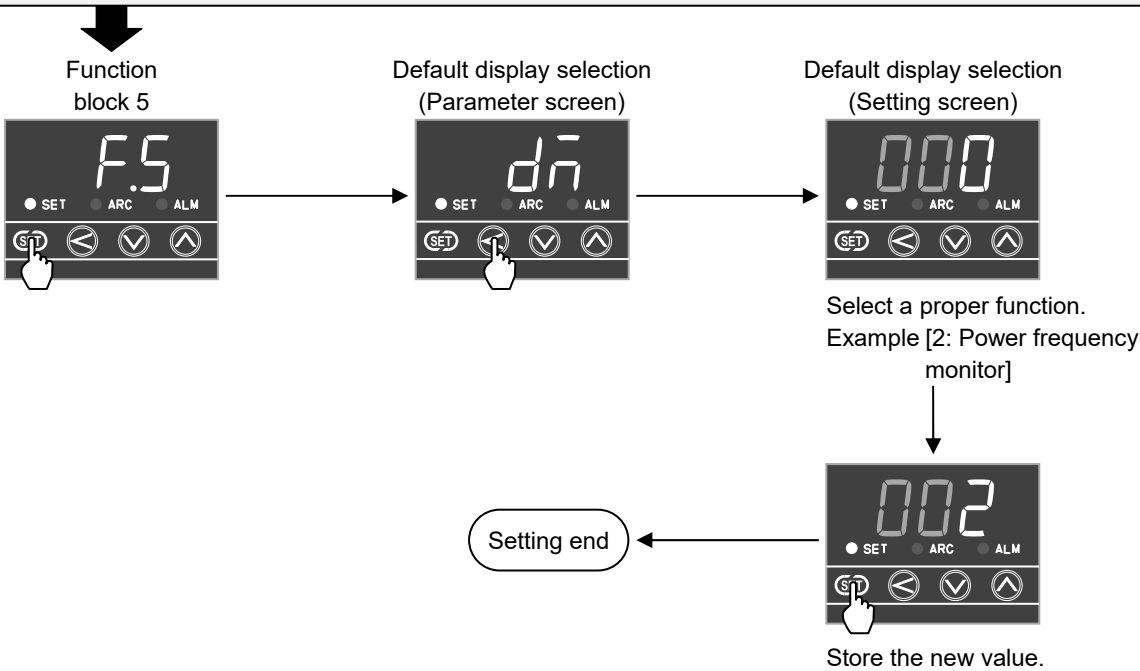 Function
block 5
F.5
SET ARC ALM
SET
Default display selection
(Parameter screen)
SET ARC ALM
SET
Default display selection
(Setting screen)
000
SET ARC ALM
SET
Select a proper function.
Example [2: Power frequency
monitor]
002
SET ARC ALM
SET
Store the new value.
Setting end